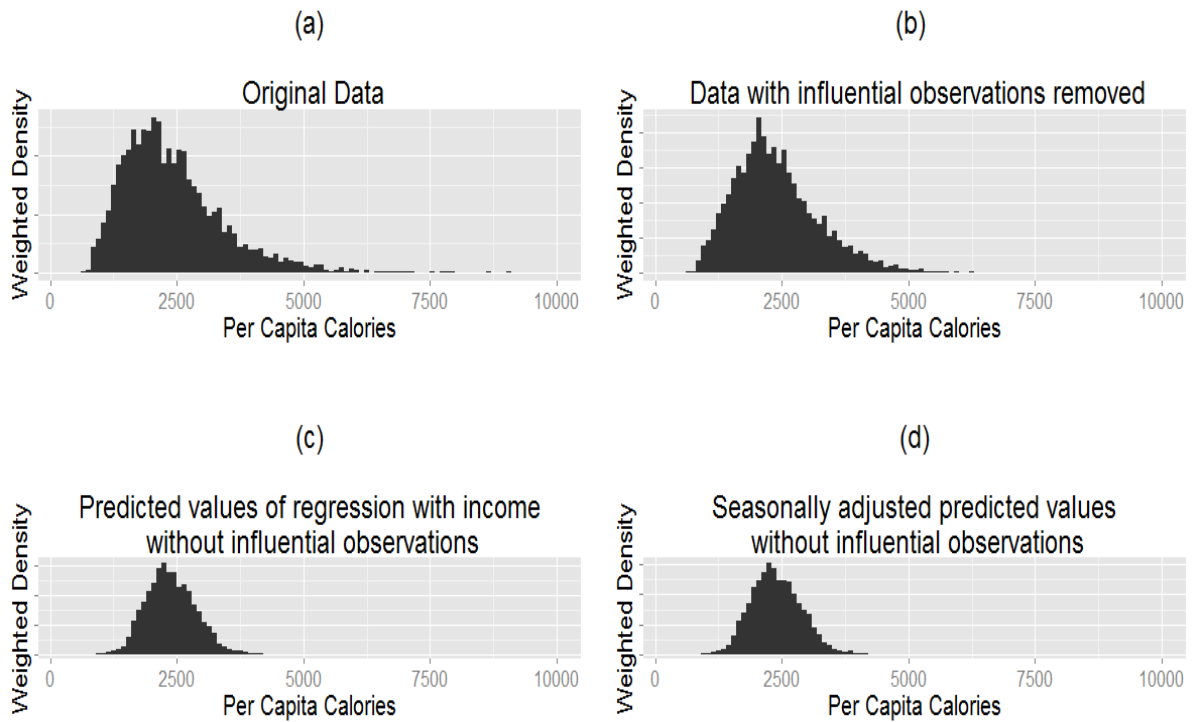 (a)
Original Data
Weighted Density
0 2500 5000 7500 10000
Per Capita Calories
(b)
Data with influential observations removed
Weighted Density
0 2500 5000 7500 10000
Per Capita Calories
(c)
Predicted values of regression with income
without influential observations
Weighted Density
0 2500 5000 7500 10000
Per Capita Calories
(d)
Seasonally adjusted predicted values
without influential observations
Weighted Density
0 2500 5000 7500 10000
Per Capita Calories